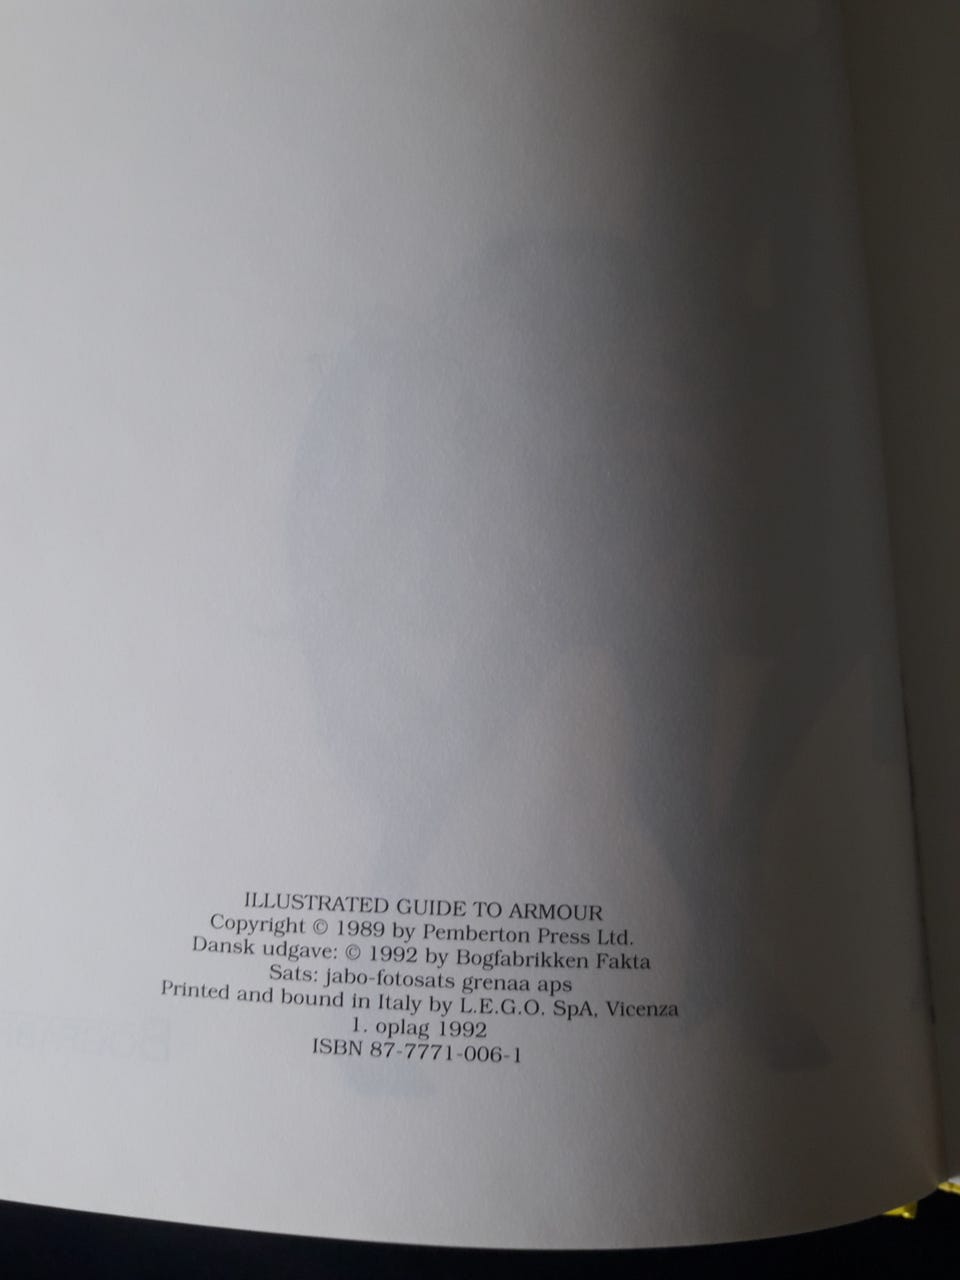 ILLUSTRATED GUIDE TO ARMOUR
Copyright © 1989 by Pemberton Press Ltd.
Dansk udgave: © 1992 by Bogfabrikken Fakta
Sats: jabo-fotosats grenaa aps
Printed and bound in Italy by L.E.G.O. SpA, Vicenza
1. oplag 1992
ISBN 87-7771-006-1